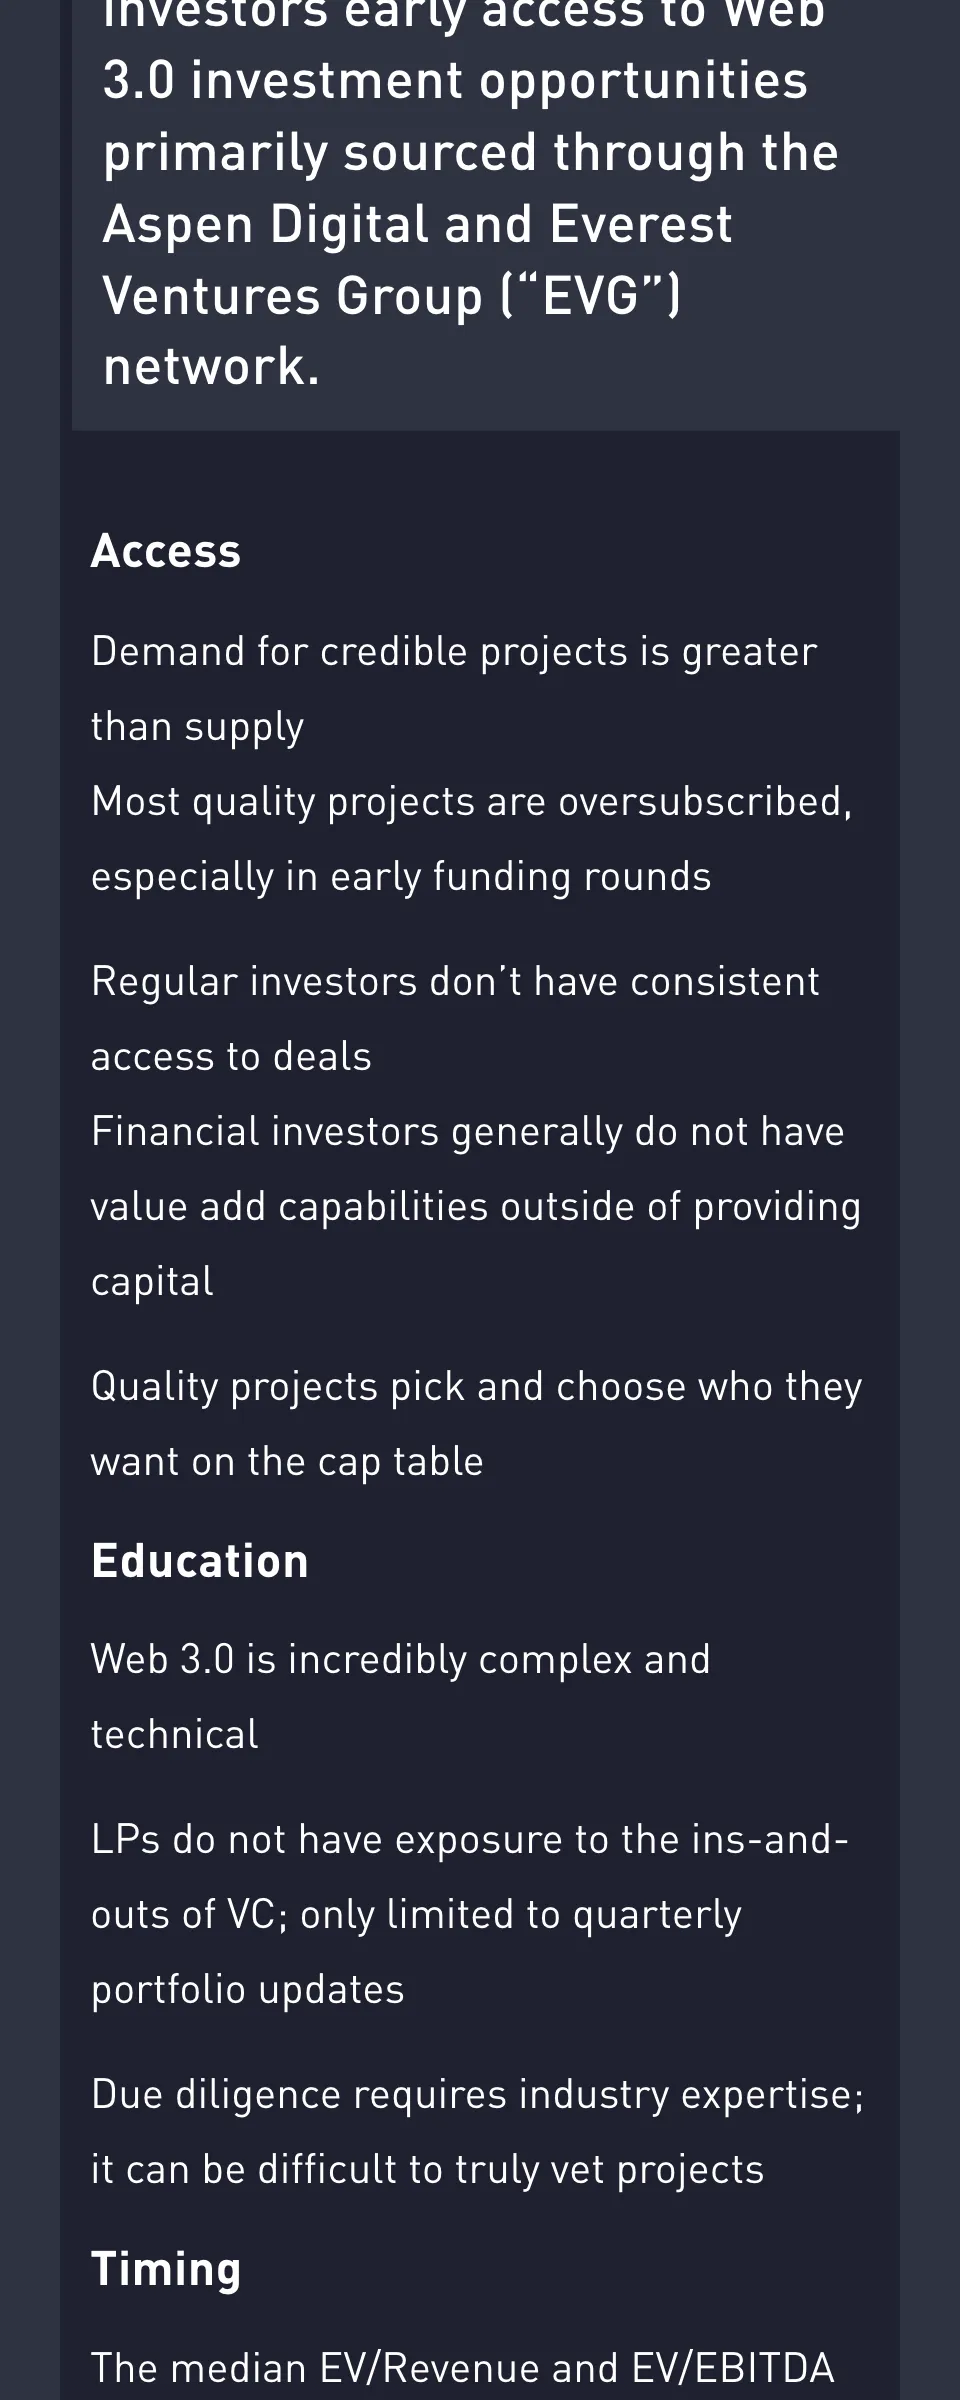 investors early access to Web
3.0 investment opportunities
primarily sourced through the
Aspen Digital and Everest
Ventures Group (“EVG”)
network.
Access
Demand for credible projects is greater
than supply
Most quality projects are oversubscribed,
especially in early funding rounds
Regular investors don’t have consistent
access to deals
Financial investors generally do not have
value add capabilities outside of providing
capital
Quality projects pick and choose who they
want on the cap table
Education
Web 3.0 is incredibly complex and
technical
LPs do not have exposure to the ins-and-
outs of VC; only limited to quarterly
portfolio updates
Due diligence requires industry expertise;
it can be difficult to truly vet projects
Timing
The median EV/Revenue and EV/EBITDA